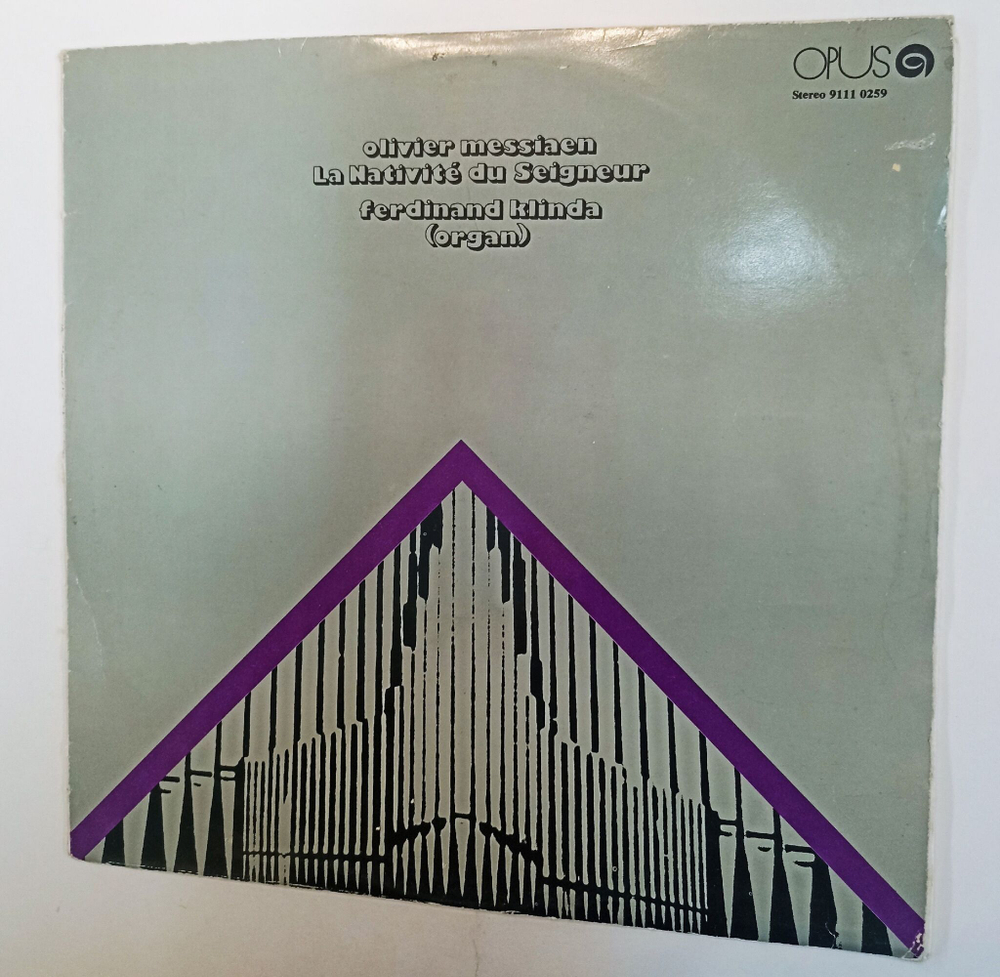 OPUS
Stereo 9111 0259
olivier messiaen
La Nativité du Seigneur
ferdinand klinda
(organ)